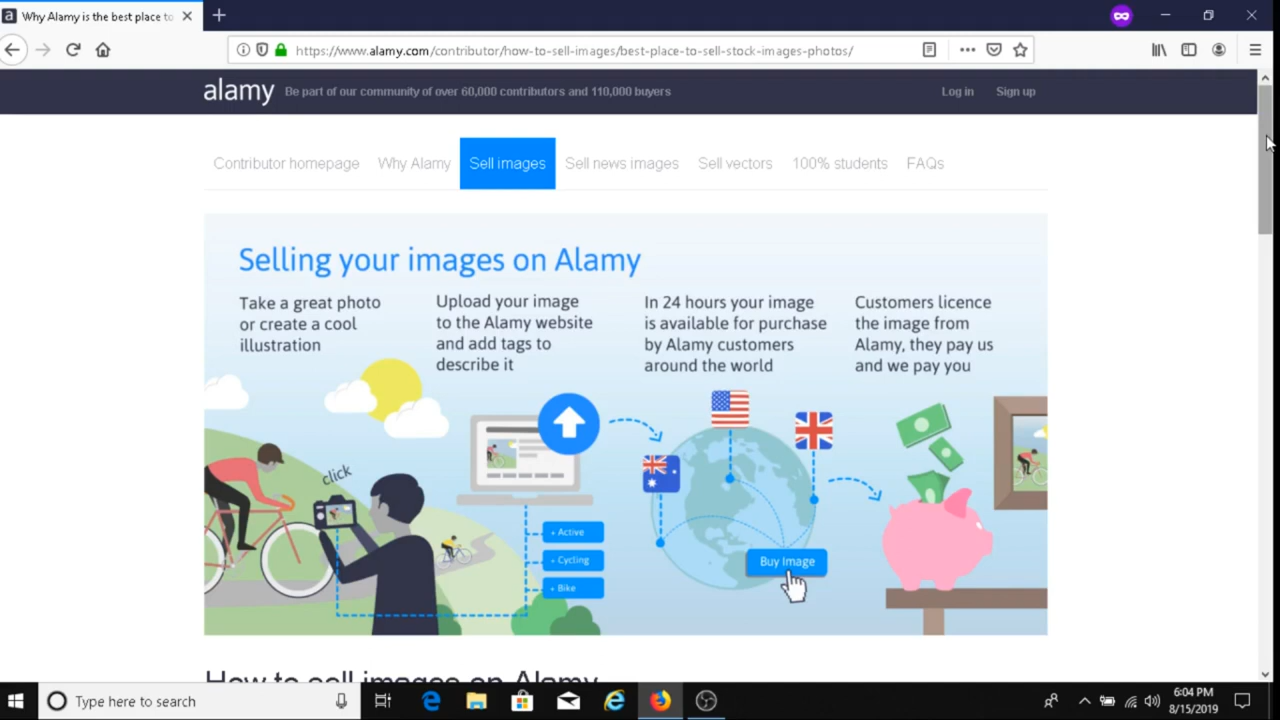 Why Alamy is the best place to
https://www.alamy.com/contributor/how-to-sell-images/best-place-to-sell-stock-images-photos/
alamy Be part of our community of over 60,000 contributors and 110,000 buyers Log in Sign up
Contributor homepage Why Alamy Sell images Sell news images Sell vectors 100% students FAQs
Selling your images on Alamy
Take a great photo
or create a cool
illustration
Upload your image
to the Alamy website
and add tags to
describe it
In 24 hours your image
is available for purchase
by Alamy customers
around the world
Customers licence
the image from
Alamy, they pay us
and we pay you
click
+ Active
+ Cycling
+ Bike
Buy Image
How to sell images on Alamy
Type here to search
6:04 PM
8/15/2019